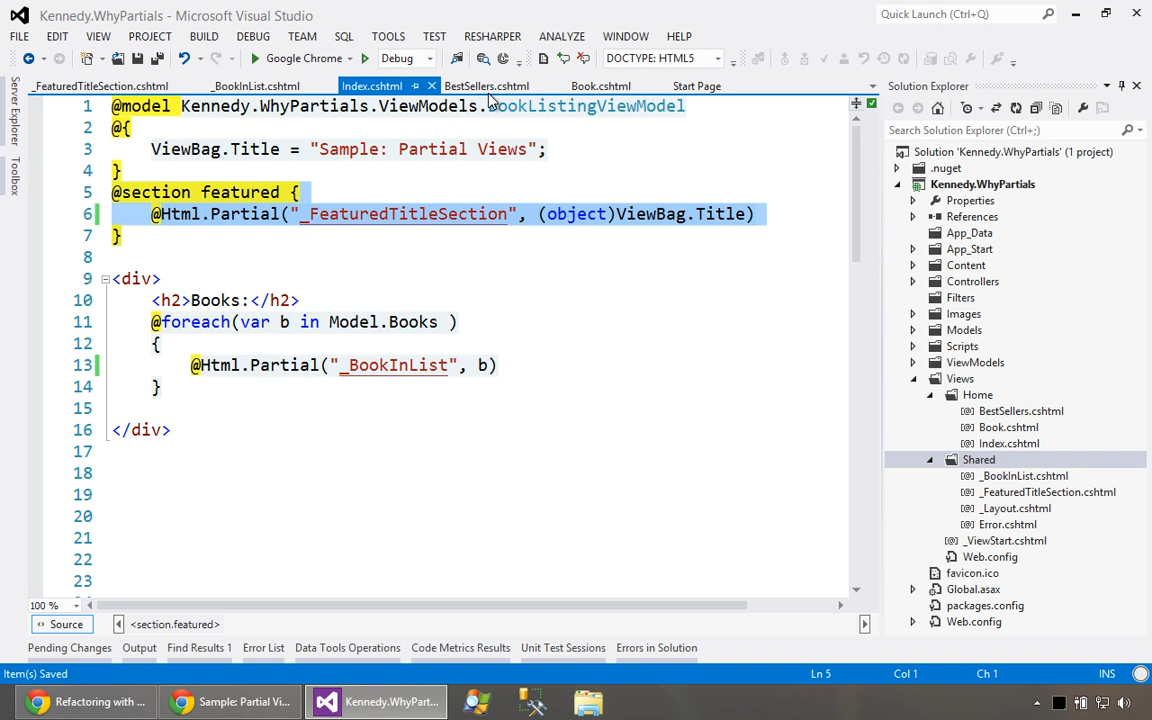 Kennedy.WhyPartials - Microsoft Visual Studio
Quick Launch (Ctrl+Q)
FILE EDIT VIEW PROJECT BUILD DEBUG TEAM SQL TOOLS TEST RESHARPER ANALYZE WINDOW HELP
Google Chrome Debug DOCTYPE: HTML5
_FeaturedTitleSection.cshtml _BookInList.cshtml Index.cshtml BestSellers.cshtml Book.cshtml Start Page
Server Explorer
Toolbox
1 @model Kennedy.WhyPartials.ViewModels.BookListingViewModel
2 @{
3 ViewBag.Title = "Sample: Partial Views";
4 }
5 @section featured {
6 @Html.Partial("_FeaturedTitleSection", (object)ViewBag.Title)
7 }
8
9 <div>
10 <h2>Books:</h2>
11 @foreach(var b in Model.Books )
12 {
13 @Html.Partial("_BookInList", b)
14 }
15
16 </div>
17
18
19
20
21
22
23
100 %
Source <section.featured>
Solution Explorer
Search Solution Explorer (Ctrl+;)
Solution 'Kennedy.WhyPartials' (1 project)
.nuget
Kennedy.WhyPartials
Properties
References
App_Data
App_Start
Content
Controllers
Filters
Images
Models
Scripts
ViewModels
Views
Home
BestSellers.cshtml
Book.cshtml
Index.cshtml
Shared
_BookInList.cshtml
_FeaturedTitleSection.cshtml
_Layout.cshtml
Error.cshtml
_ViewStart.cshtml
Web.config
favicon.ico
Global.asax
packages.config
Web.config
Pending Changes Output Find Results 1 Error List Data Tools Operations Code Metrics Results Unit Test Sessions Errors in Solution
Item(s) Saved Ln 5 Col 1 Ch 1 INS
Refactoring with ... Sample: Partial Vi... Kennedy.WhyPart...